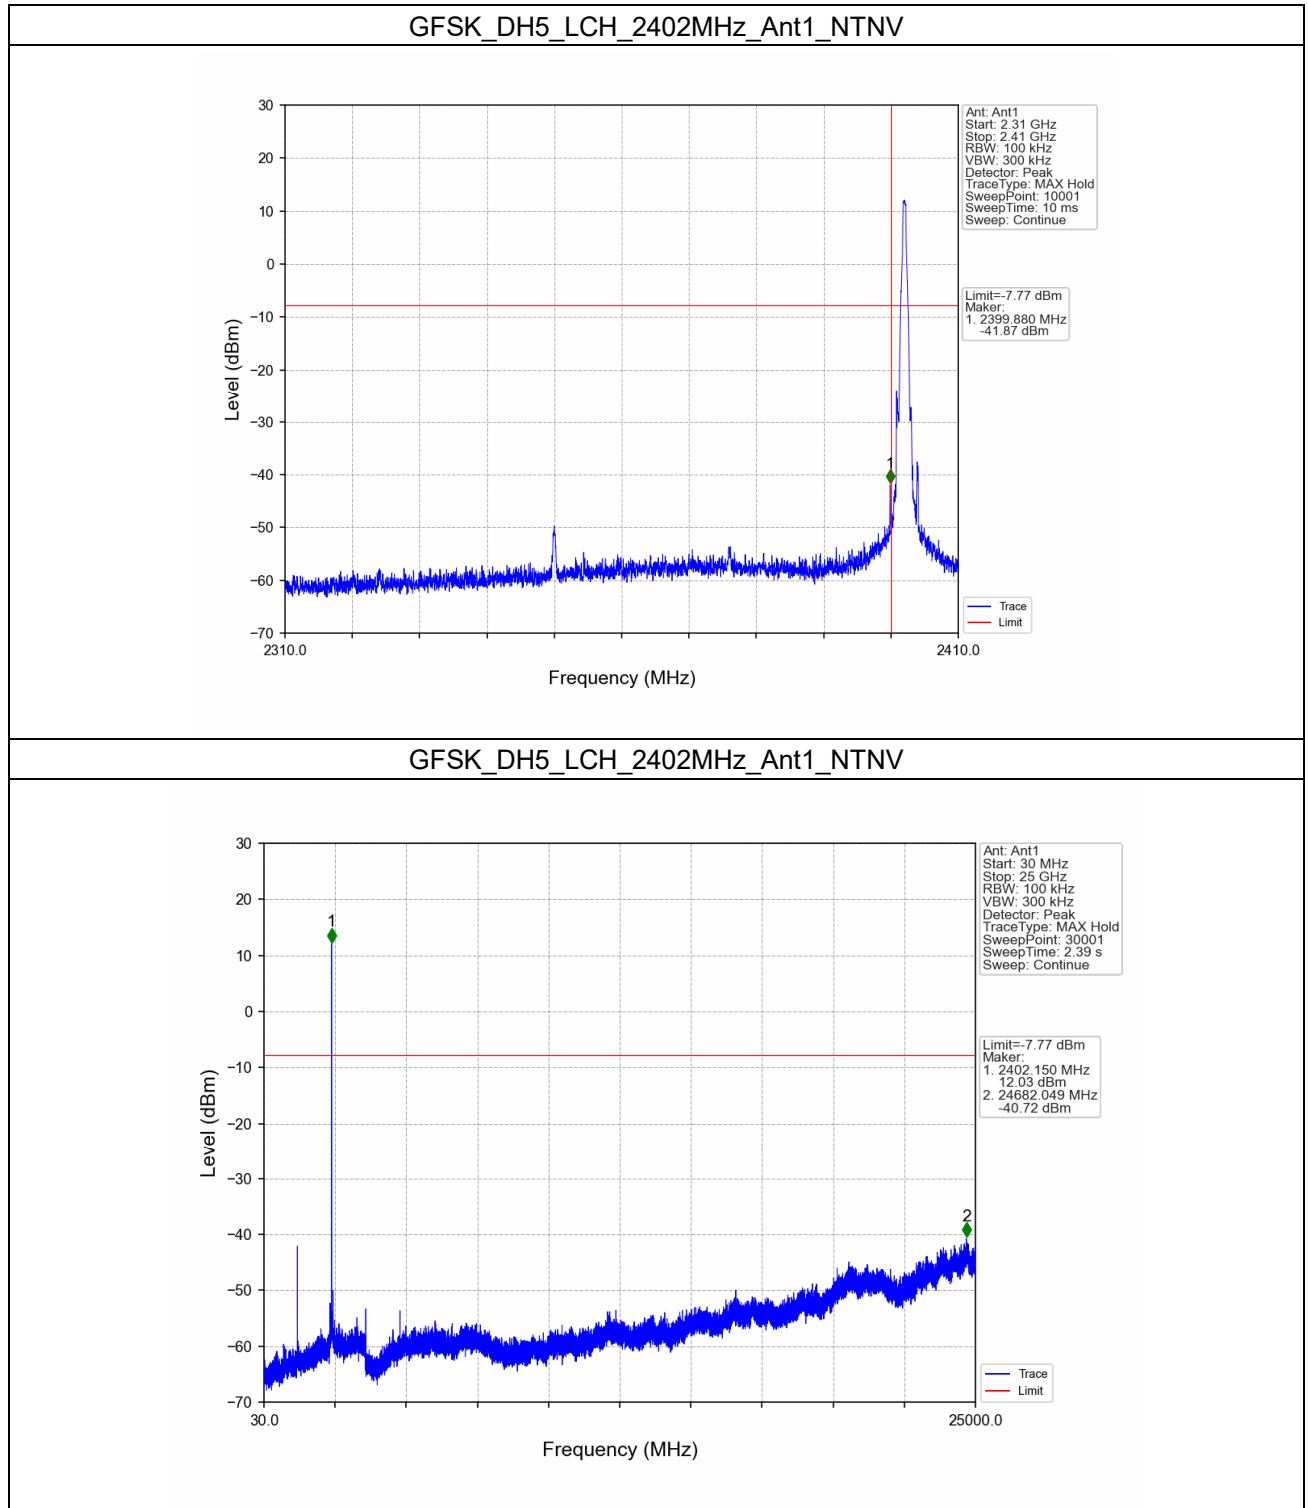 GFSK_DH5_LCH_2402MHz_Ant1_NTNV
30
20
10
0
−10
−20
−30
−40
−50
−60
−70
Level (dBm)
2310.0
2410.0
Frequency (MHz)
1
Ant: Ant1
Start: 2.31 GHz
Stop: 2.41 GHz
RBW: 100 kHz
VBW: 300 kHz
Detector: Peak
TraceType: MAX Hold
SweepPoint: 10001
SweepTime: 10 ms
Sweep: Continue
Limit=-7.77 dBm
Maker:
1. 2399.880 MHz
-41.87 dBm
Trace
Limit
GFSK_DH5_LCH_2402MHz_Ant1_NTNV
30
20
10
0
−10
−20
−30
−40
−50
−60
−70
Level (dBm)
30.0
25000.0
Frequency (MHz)
1
2
Ant: Ant1
Start: 30 MHz
Stop: 25 GHz
RBW: 100 kHz
VBW: 300 kHz
Detector: Peak
TraceType: MAX Hold
SweepPoint: 30001
SweepTime: 2.39 s
Sweep: Continue
Limit=-7.77 dBm
Maker:
1. 2402.150 MHz
12.03 dBm
2. 24682.049 MHz
-40.72 dBm
Trace
Limit